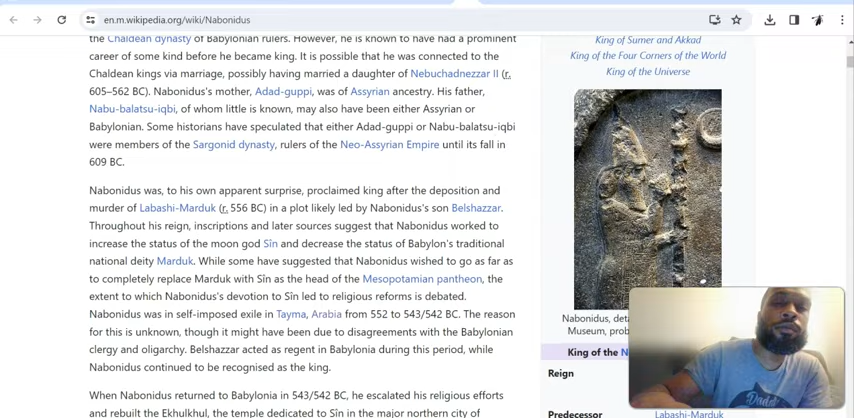 en.m.wikipedia.org/wiki/Nabonidus
the Chaldean dynasty of Babylonian rulers. However, he is known to have had a prominent
career of some kind before he became king. It is possible that he was connected to the
Chaldean kings via marriage, possibly having married a daughter of Nebuchadnezzar II (r.
605–562 BC). Nabonidus's mother, Adad-guppi, was of Assyrian ancestry. His father,
Nabu-balatsu-iqbi, of whom little is known, may also have been either Assyrian or
Babylonian. Some historians have speculated that either Adad-guppi or Nabu-balatsu-iqbi
were members of the Sargonid dynasty, rulers of the Neo-Assyrian Empire until its fall in
609 BC.
Nabonidus was, to his own apparent surprise, proclaimed king after the deposition and
murder of Labashi-Marduk (r. 556 BC) in a plot likely led by Nabonidus's son Belshazzar.
Throughout his reign, inscriptions and later sources suggest that Nabonidus worked to
increase the status of the moon god Sîn and decrease the status of Babylon's traditional
national deity Marduk. While some have suggested that Nabonidus wished to go as far as
to completely replace Marduk with Sîn as the head of the Mesopotamian pantheon, the
extent to which Nabonidus's devotion to Sîn led to religious reforms is debated.
Nabonidus was in self-imposed exile in Tayma, Arabia from 552 to 543/542 BC. The reason
for this is unknown, though it might have been due to disagreements with the Babylonian
clergy and oligarchy. Belshazzar acted as regent in Babylonia during this period, while
Nabonidus continued to be recognised as the king.
When Nabonidus returned to Babylonia in 543/542 BC, he escalated his religious efforts
and rebuilt the Ekhulkhul, the temple dedicated to Sîn in the major northern city of
King of Sumer and Akkad
King of the Four Corners of the World
King of the Universe
Nabonidus, det
Museum, prob
King of the N
Reign
Predecessor Labashi-Marduk